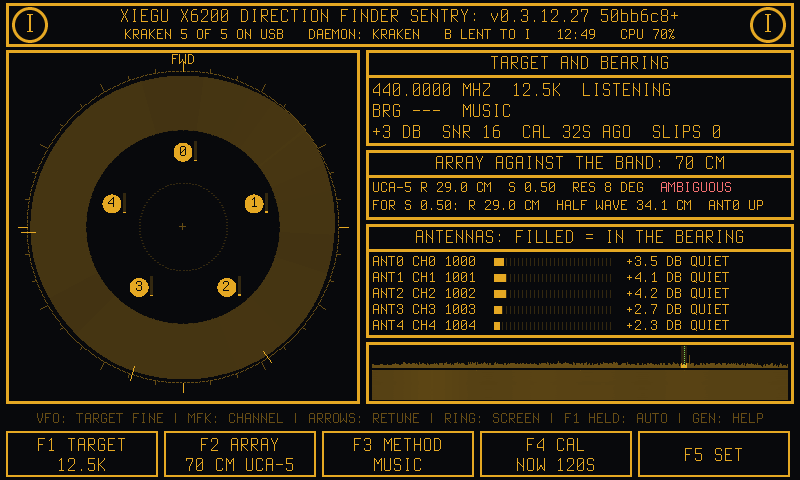 I XIEGU X6200 DIRECTION FINDER SENTRY: v0.3.12.27 50bb6c8+ I
KRAKEN 5 OF 5 ON USB DAEMON: KRAKEN B LENT TO I 12:49 CPU 70%
FWD
0
4
1
3
2
TARGET AND BEARING
440.0000 MHZ 12.5K LISTENING
BRG --- MUSIC
+3 DB SNR 16 CAL 32S AGO SLIPS 0
ARRAY AGAINST THE BAND: 70 CM
UCA-5 R 29.0 CM S 0.50 RES 8 DEG AMBIGUOUS
FOR S 0.50: R 29.0 CM HALF WAVE 34.1 CM ANT0 UP
ANTENNAS: FILLED = IN THE BEARING
ANT0 CH0 1000 +3.5 DB QUIET
ANT1 CH1 1001 +4.1 DB QUIET
ANT2 CH2 1002 +4.2 DB QUIET
ANT3 CH3 1003 +2.7 DB QUIET
ANT4 CH4 1004 +2.3 DB QUIET
VFO: TARGET FINE | MFK: CHANNEL | ARROWS: RETUNE | RING: SCREEN | F1 HELD: AUTO | GEN: HELP
F1 TARGET
12.5K
F2 ARRAY
70 CM UCA-5
F3 METHOD
MUSIC
F4 CAL
NOW 120S
F5 SET